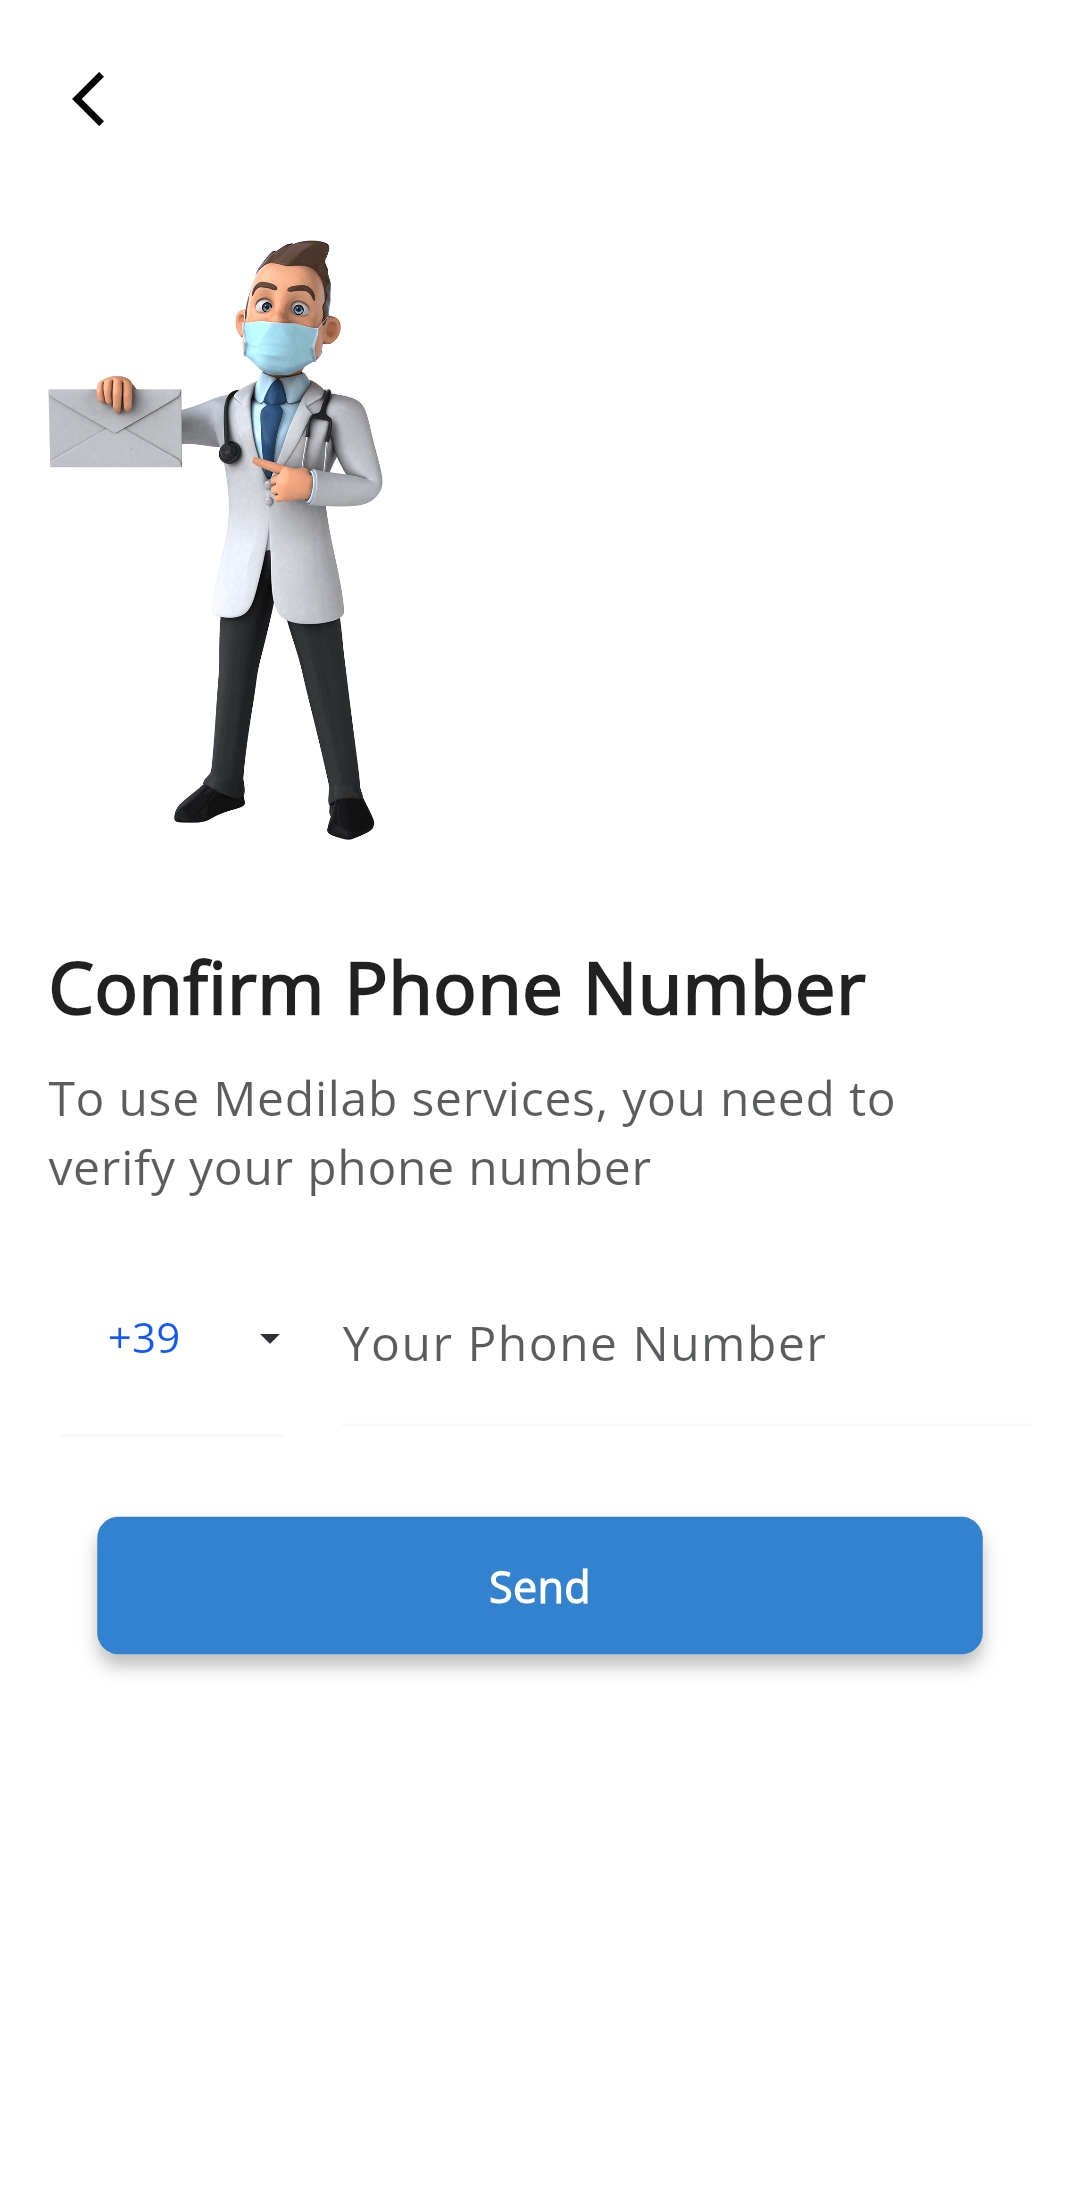 Confirm Phone Number
To use Medilab services, you need to
verify your phone number
+39 Your Phone Number
Send